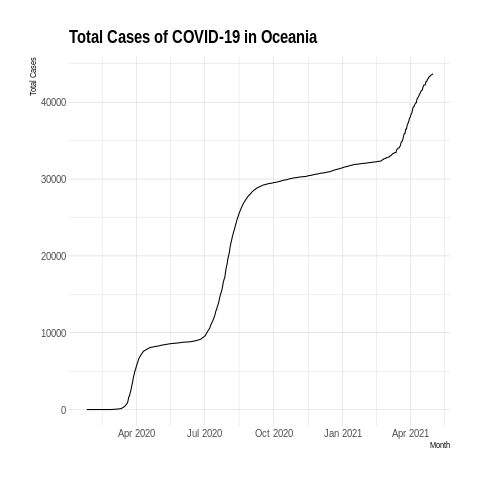 Total Cases of COVID-19 in Oceania
Total Cases
40000
30000
20000
10000
0
Apr 2020 Jul 2020 Oct 2020 Jan 2021 Apr 2021
Month